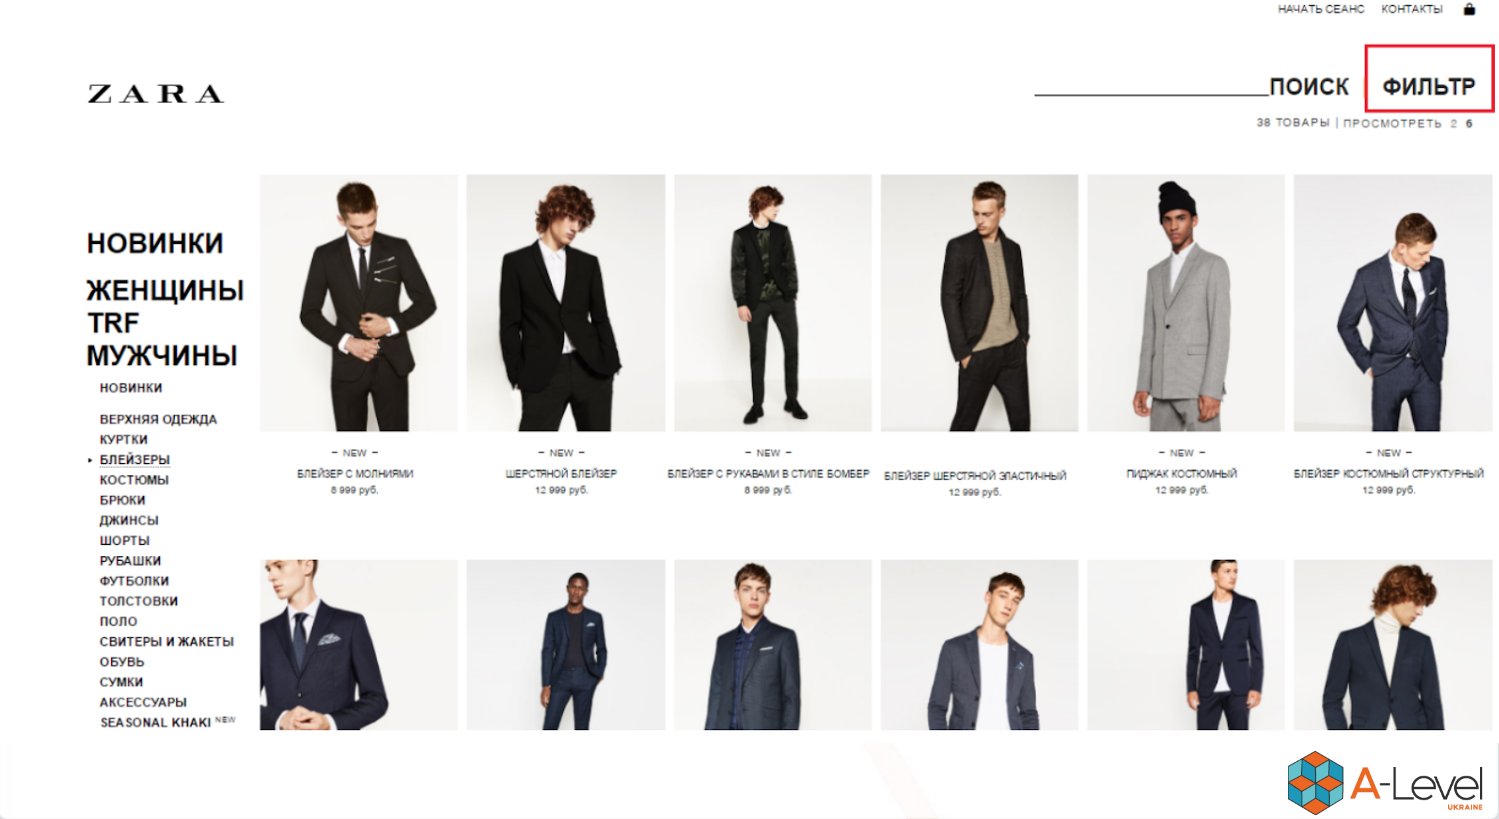 НАЧАТЬ СЕАНС КОНТАКТЫ
ZARA
ПОИСК | ФИЛЬТР
38 ТОВАРЫ | ПРОСМОТРЕТЬ 2 6
НОВИНКИ
ЖЕНЩИНЫ
TRF
МУЖЧИНЫ
НОВИНКИ
ВЕРХНЯЯ ОДЕЖДА
КУРТКИ
БЛЕЙЗЕРЫ
КОСТЮМЫ
БРЮКИ
ДЖИНСЫ
ШОРТЫ
РУБАШКИ
ФУТБОЛКИ
ТОЛСТОВКИ
ПОЛО
СВИТЕРЫ И ЖАКЕТЫ
ОБУВЬ
СУМКИ
АКСЕССУАРЫ
SEASONAL KHAKI NEW
– NEW –
БЛЕЙЗЕР С МОЛНИЯМИ
8 999 руб.
– NEW –
ШЕРСТЯНОЙ БЛЕЙЗЕР
12 999 руб.
– NEW –
БЛЕЙЗЕР С РУКАВАМИ В СТИЛЕ БОМБЕР
8 999 руб.
БЛЕЙЗЕР ШЕРСТЯНОЙ ЭЛАСТИЧНЫЙ
12 999 руб.
– NEW –
ПИДЖАК КОСТЮМНЫЙ
12 999 руб.
– NEW –
БЛЕЙЗЕР КОСТЮМНЫЙ СТРУКТУРНЫЙ
12 999 руб.
A-Level
UKRAINE